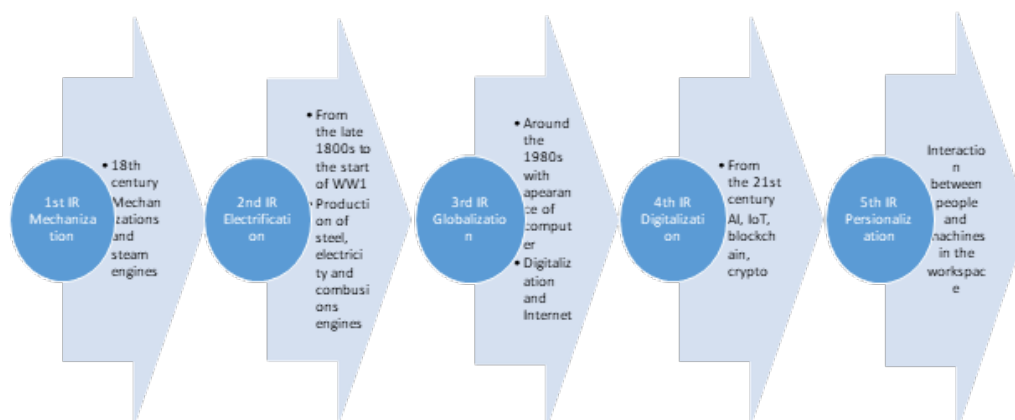 1st IR
Mechaniza
tion
• 18th
century
Mechani
zations
and
steam
engines
2nd IR
Electrificati
on
• From
the late
1800s to
the start
of WW1
• Producti
on of
steel,
electrici
ty and
combusi
ons
engines
3rd IR
Globalizatio
n
• Around
the
1980s
with
apearan
ce of
comput
er
• Digitaliz
ation
and
Internet
4th IR
Digitalizati
on
• From
the 21st
century
AI, IoT,
blockch
ain,
crypto
5th IR
Persionaliz
ation
Interactio
n
between
people
and
machines
in the
workspac
e